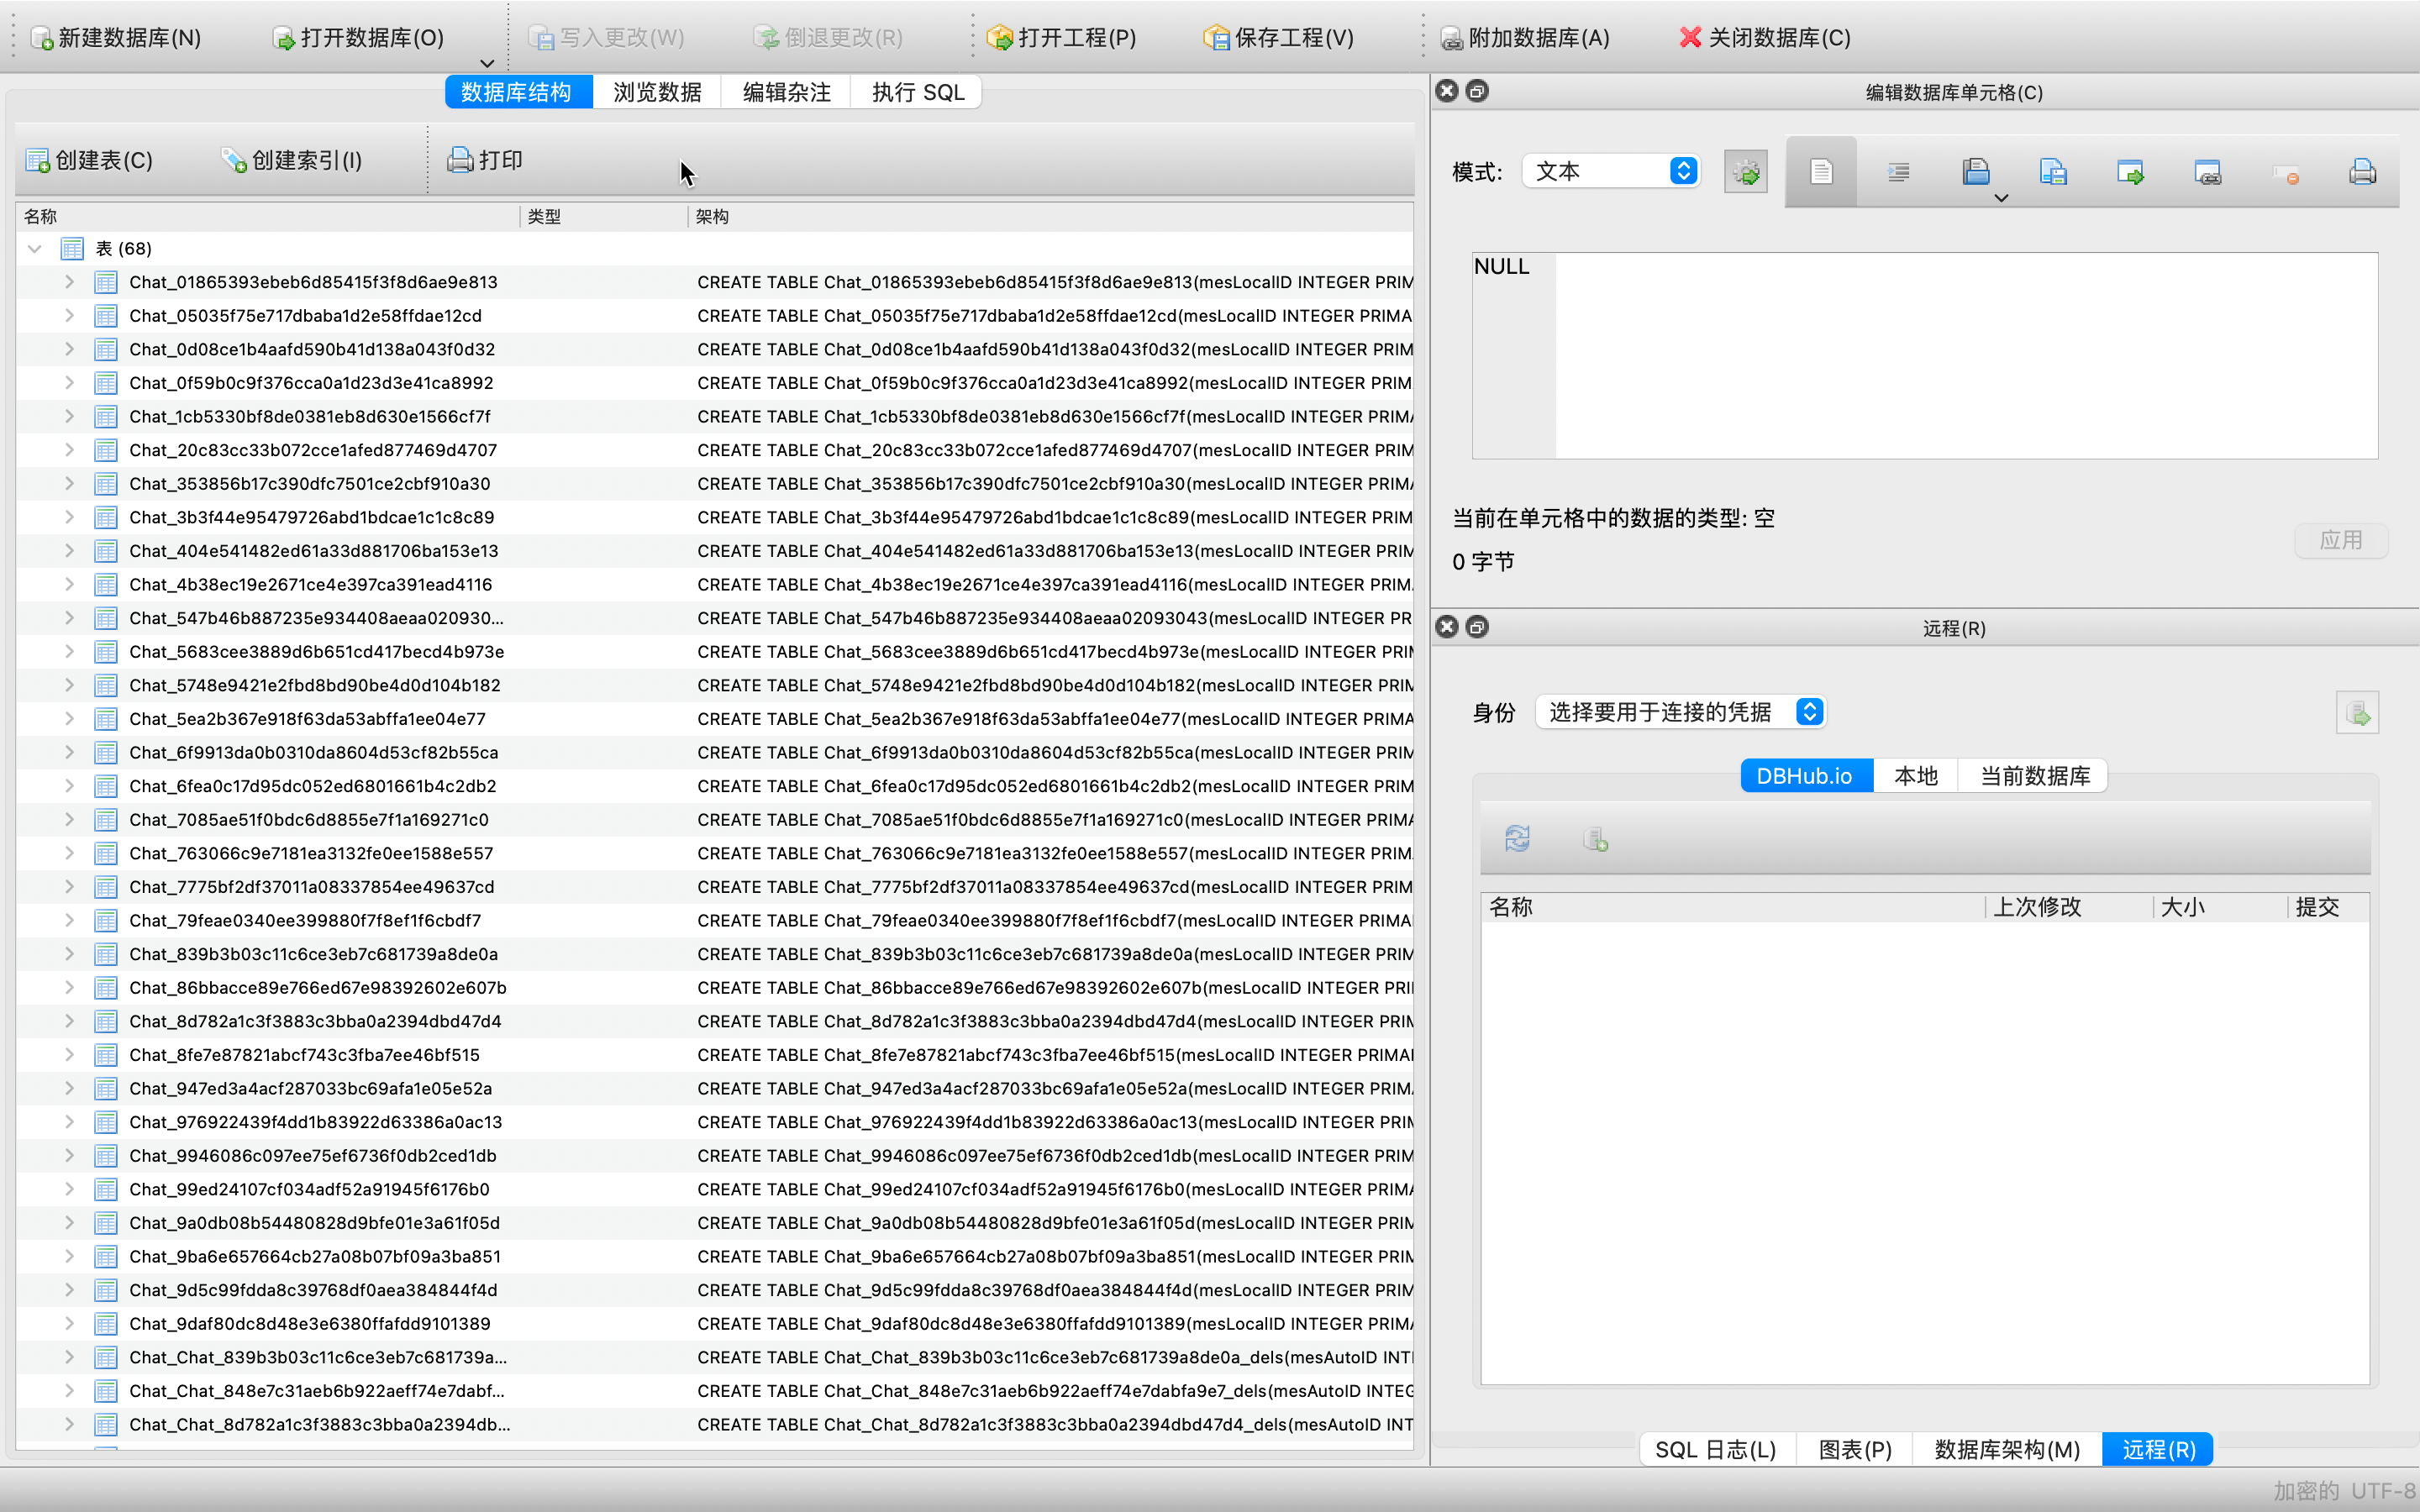 新建数据库(N) 打开数据库(O) 写入更改(W) 倒退更改(R) 打开工程(P) 保存工程(V) 附加数据库(A) 关闭数据库(C)
数据库结构 浏览数据 编辑杂注 执行 SQL
创建表(C) 创建索引(I) 打印
名称 类型 架构
表 (68)
Chat_01865393ebeb6d85415f3f8d6ae9e813 CREATE TABLE Chat_01865393ebeb6d85415f3f8d6ae9e813(mesLocalID INTEGER PRIM
Chat_05035f75e717dbaba1d2e58ffdae12cd CREATE TABLE Chat_05035f75e717dbaba1d2e58ffdae12cd(mesLocalID INTEGER PRIMA
Chat_0d08ce1b4aafd590b41d138a043f0d32 CREATE TABLE Chat_0d08ce1b4aafd590b41d138a043f0d32(mesLocalID INTEGER PRIM
Chat_0f59b0c9f376cca0a1d23d3e41ca8992 CREATE TABLE Chat_0f59b0c9f376cca0a1d23d3e41ca8992(mesLocalID INTEGER PRIM
Chat_1cb5330bf8de0381eb8d630e1566cf7f CREATE TABLE Chat_1cb5330bf8de0381eb8d630e1566cf7f(mesLocalID INTEGER PRIMA
Chat_20c83cc33b072cce1afed877469d4707 CREATE TABLE Chat_20c83cc33b072cce1afed877469d4707(mesLocalID INTEGER PRIM
Chat_353856b17c390dfc7501ce2cbf910a30 CREATE TABLE Chat_353856b17c390dfc7501ce2cbf910a30(mesLocalID INTEGER PRIMA
Chat_3b3f44e95479726abd1bdcae1c1c8c89 CREATE TABLE Chat_3b3f44e95479726abd1bdcae1c1c8c89(mesLocalID INTEGER PRIM
Chat_404e541482ed61a33d881706ba153e13 CREATE TABLE Chat_404e541482ed61a33d881706ba153e13(mesLocalID INTEGER PRIM
Chat_4b38ec19e2671ce4e397ca391ead4116 CREATE TABLE Chat_4b38ec19e2671ce4e397ca391ead4116(mesLocalID INTEGER PRIMA
Chat_547b46b887235e934408aeaa020930... CREATE TABLE Chat_547b46b887235e934408aeaa02093043(mesLocalID INTEGER PR
Chat_5683cee3889d6b651cd417becd4b973e CREATE TABLE Chat_5683cee3889d6b651cd417becd4b973e(mesLocalID INTEGER PRI
Chat_5748e9421e2fbd8bd90be4d0d104b182 CREATE TABLE Chat_5748e9421e2fbd8bd90be4d0d104b182(mesLocalID INTEGER PRIM
Chat_5ea2b367e918f63da53abffa1ee04e77 CREATE TABLE Chat_5ea2b367e918f63da53abffa1ee04e77(mesLocalID INTEGER PRIMA
Chat_6f9913da0b0310da8604d53cf82b55ca CREATE TABLE Chat_6f9913da0b0310da8604d53cf82b55ca(mesLocalID INTEGER PRIM
Chat_6fea0c17d95dc052ed6801661b4c2db2 CREATE TABLE Chat_6fea0c17d95dc052ed6801661b4c2db2(mesLocalID INTEGER PRIM
Chat_7085ae51f0bdc6d8855e7f1a169271c0 CREATE TABLE Chat_7085ae51f0bdc6d8855e7f1a169271c0(mesLocalID INTEGER PRIMA
Chat_763066c9e7181ea3132fe0ee1588e557 CREATE TABLE Chat_763066c9e7181ea3132fe0ee1588e557(mesLocalID INTEGER PRIM
Chat_7775bf2df37011a08337854ee49637cd CREATE TABLE Chat_7775bf2df37011a08337854ee49637cd(mesLocalID INTEGER PRIM
Chat_79feae0340ee399880f7f8ef1f6cbdf7 CREATE TABLE Chat_79feae0340ee399880f7f8ef1f6cbdf7(mesLocalID INTEGER PRIMA
Chat_839b3b03c11c6ce3eb7c681739a8de0a CREATE TABLE Chat_839b3b03c11c6ce3eb7c681739a8de0a(mesLocalID INTEGER PRIM
Chat_86bbacce89e766ed67e98392602e607b CREATE TABLE Chat_86bbacce89e766ed67e98392602e607b(mesLocalID INTEGER PRI
Chat_8d782a1c3f3883c3bba0a2394dbd47d4 CREATE TABLE Chat_8d782a1c3f3883c3bba0a2394dbd47d4(mesLocalID INTEGER PRIM
Chat_8fe7e87821abcf743c3fba7ee46bf515 CREATE TABLE Chat_8fe7e87821abcf743c3fba7ee46bf515(mesLocalID INTEGER PRIMA
Chat_947ed3a4acf287033bc69afa1e05e52a CREATE TABLE Chat_947ed3a4acf287033bc69afa1e05e52a(mesLocalID INTEGER PRIMA
Chat_976922439f4dd1b83922d63386a0ac13 CREATE TABLE Chat_976922439f4dd1b83922d63386a0ac13(mesLocalID INTEGER PRIM
Chat_9946086c097ee75ef6736f0db2ced1db CREATE TABLE Chat_9946086c097ee75ef6736f0db2ced1db(mesLocalID INTEGER PRIM
Chat_99ed24107cf034adf52a91945f6176b0 CREATE TABLE Chat_99ed24107cf034adf52a91945f6176b0(mesLocalID INTEGER PRIMA
Chat_9a0db08b54480828d9bfe01e3a61f05d CREATE TABLE Chat_9a0db08b54480828d9bfe01e3a61f05d(mesLocalID INTEGER PRIM
Chat_9ba6e657664cb27a08b07bf09a3ba851 CREATE TABLE Chat_9ba6e657664cb27a08b07bf09a3ba851(mesLocalID INTEGER PRIM
Chat_9d5c99fdda8c39768df0aea384844f4d CREATE TABLE Chat_9d5c99fdda8c39768df0aea384844f4d(mesLocalID INTEGER PRIM
Chat_9daf80dc8d48e3e6380ffafdd9101389 CREATE TABLE Chat_9daf80dc8d48e3e6380ffafdd9101389(mesLocalID INTEGER PRIMA
Chat_Chat_839b3b03c11c6ce3eb7c681739a... CREATE TABLE Chat_Chat_839b3b03c11c6ce3eb7c681739a8de0a_dels(mesAutoID INT
Chat_Chat_848e7c31aeb6b922aeff74e7dabf... CREATE TABLE Chat_Chat_848e7c31aeb6b922aeff74e7dabfa9e7_dels(mesAutoID INTEG
Chat_Chat_8d782a1c3f3883c3bba0a2394db... CREATE TABLE Chat_Chat_8d782a1c3f3883c3bba0a2394dbd47d4_dels(mesAutoID INT
编辑数据库单元格(C)
模式: 文本
NULL
当前在单元格中的数据的类型: 空
0 字节
应用
远程(R)
身份 选择要用于连接的凭据
DBHub.io 本地 当前数据库
名称 上次修改 大小 提交
SQL 日志(L) 图表(P) 数据库架构(M) 远程(R)
加密的 UTF-8